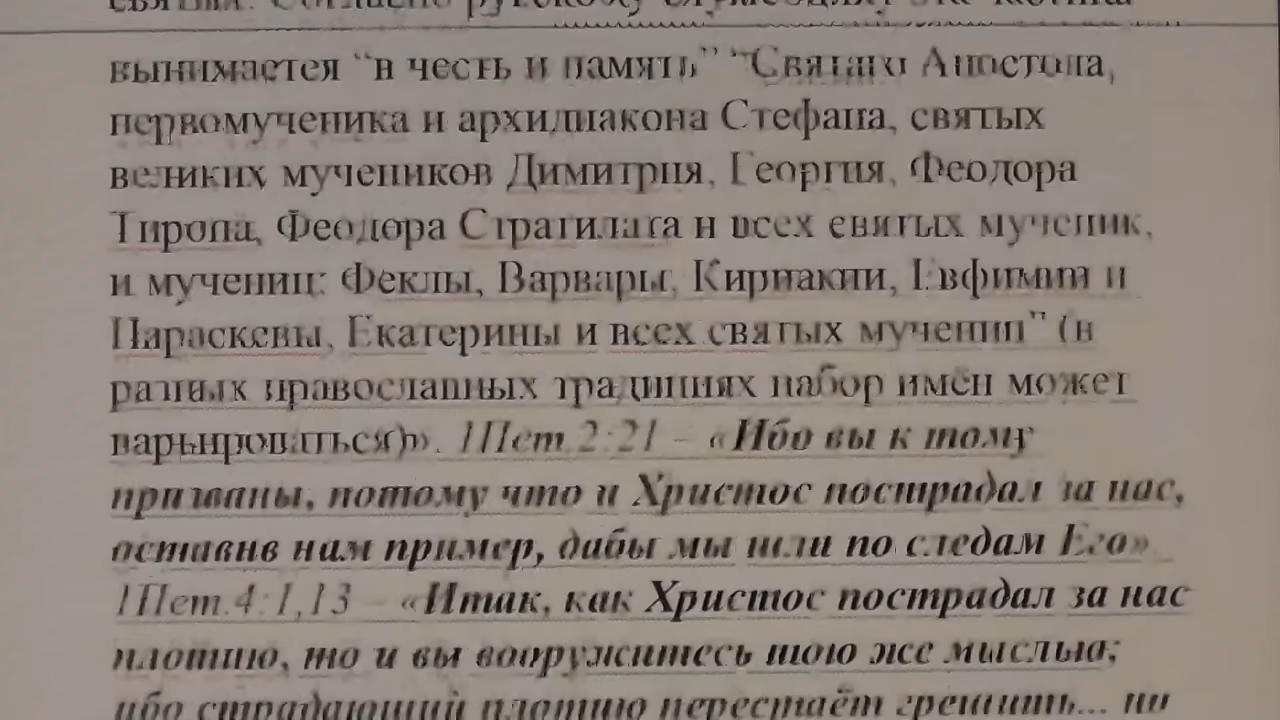 вынимается “в честь и память” “Святаго Апостола,
первомученика и архидиакона Стефана, святых
великих мучеников Димитрия, Георгия, Феодора
Тирона, Феодора Стратилата и всех святых мученик,
и мучениц: Феклы, Варвары, Кириакии, Евфимии и
Параскевы, Екатерины и всех святых мучениц” (в
разных православных традициях набор имён может
варьироваться)». 1Пет.2:21 – «Ибо вы к тому
призваны, потому что и Христос пострадал за нас,
оставив нам пример, дабы мы шли по следам Его»
1Пет.4:1,13 – «Итак, как Христос пострадал за нас
плотию, то и вы вооружитесь тою же мыслью;
ибо страдающий плотию перестаёт грешить... но